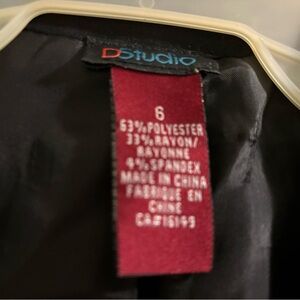 DStudio
6
63%POLYESTER
33%RAYON/
RAYONNE
4%SPANDEX
MADE IN CHINA
FABRIQUE EN
CHINE
CA#16149